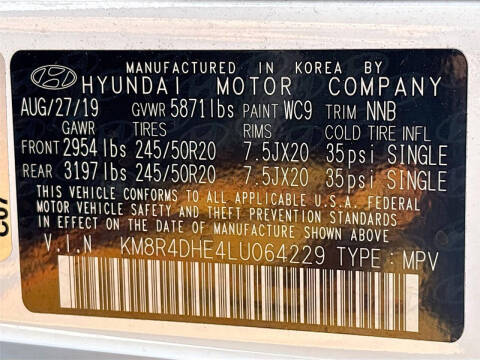 MANUFACTURED IN KOREA BY
HYUNDAI MOTOR COMPANY
AUG/27/19 GVWR 5871lbs PAINT WC9 TRIM NNB
GAWR TIRES RIMS COLD TIRE INFL
FRONT 2954 lbs 245/50R20 7.5JX20 35psi SINGLE
REAR 3197 lbs 245/50R20 7.5JX20 35psi SINGLE
THIS VEHICLE CONFORMS TO ALL APPLICABLE U.S.A. FEDERAL
MOTOR VEHICLE SAFETY AND THEFT PREVENTION STANDARDS
IN EFFECT ON THE DATE OF MANUFACTURE SHOWN ABOVE
V.I.N KM8R4DHE4LU064229 TYPE : MPV